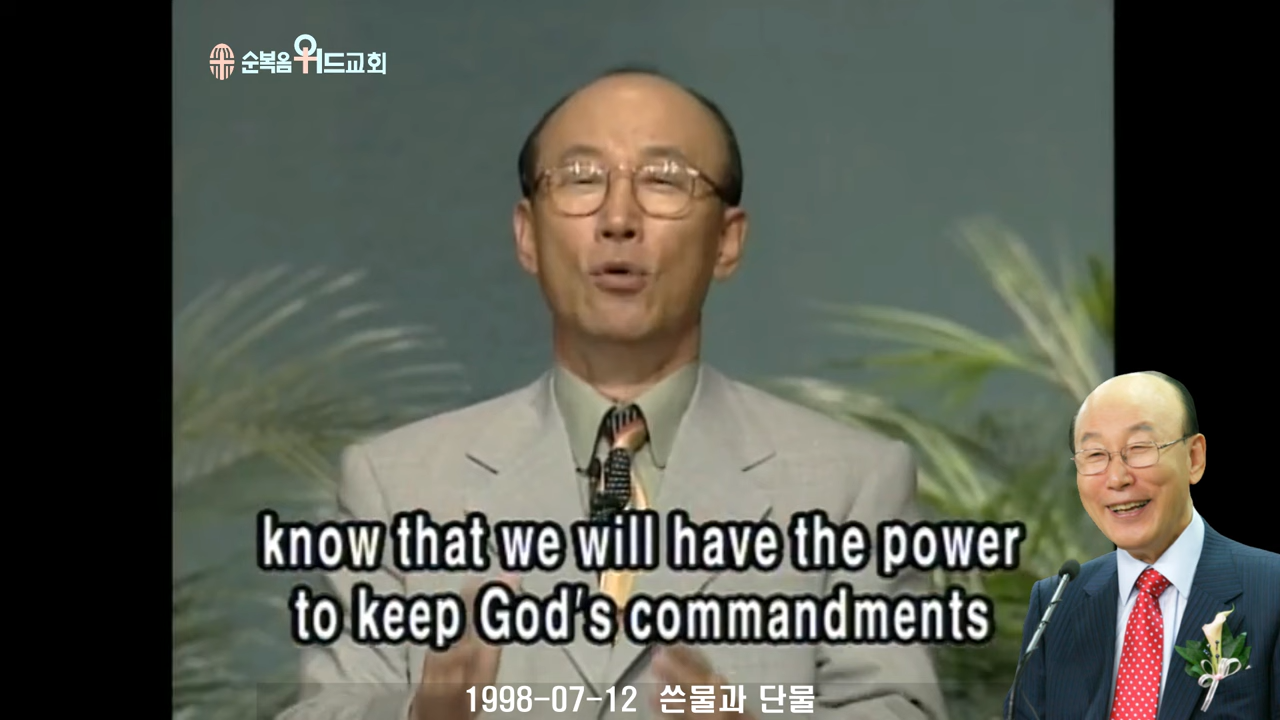 순복음워드교회
know that we will have the power
to keep God's commandments
1998-07-12 쓴물과 단물